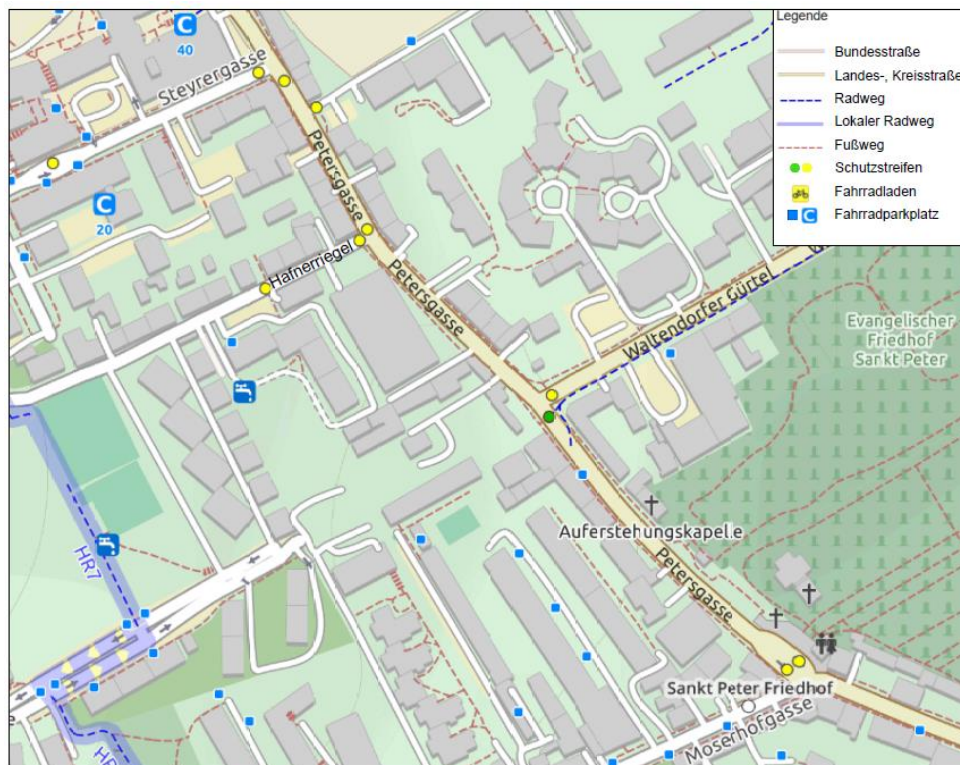 Legende
Bundesstraße
Landes-, Kreisstraße
Radweg
Lokaler Radweg
Fußweg
Schutzstreifen
Fahrradladen
C
Fahrradparkplatz
C
40
Steyrergasse
Petersgasse
C
20
Hafnerriegel
Petersgasse
Waltendorfer Gürtel
Evangelischer
Friedhof
Sankt Peter
Auferstehungskapelle
HR7
Petersgasse
Sankt Peter Friedhof
Moserhofgasse